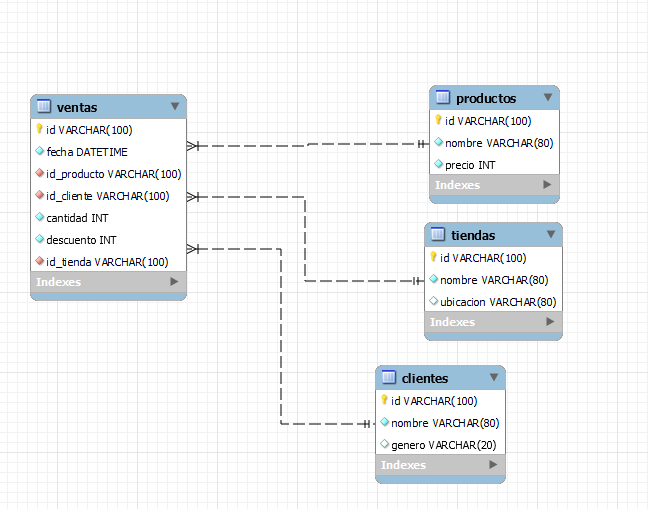 ventas
id VARCHAR(100)
fecha DATETIME
id_producto VARCHAR(100)
id_cliente VARCHAR(100)
cantidad INT
descuento INT
id_tienda VARCHAR(100)
Indexes
productos
id VARCHAR(100)
nombre VARCHAR(80)
precio INT
Indexes
tiendas
id VARCHAR(100)
nombre VARCHAR(80)
ubicacion VARCHAR(80)
Indexes
clientes
id VARCHAR(100)
nombre VARCHAR(80)
genero VARCHAR(20)
Indexes